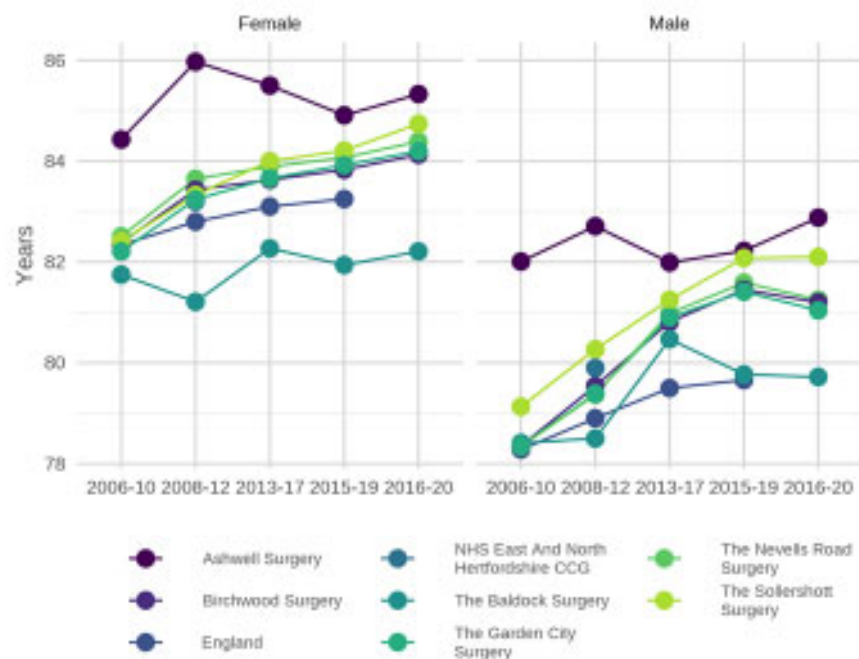 Female
Male
Years
86
84
82
80
78
2006-10 2008-12 2013-17 2015-19 2016-20
2006-10 2008-12 2013-17 2015-19 2016-20
Ashwell Surgery
Birchwood Surgery
England
NHS East And North
Hertfordshire CCG
The Baldock Surgery
The Garden City
Surgery
The Nevells Road
Surgery
The Sollershott
Surgery